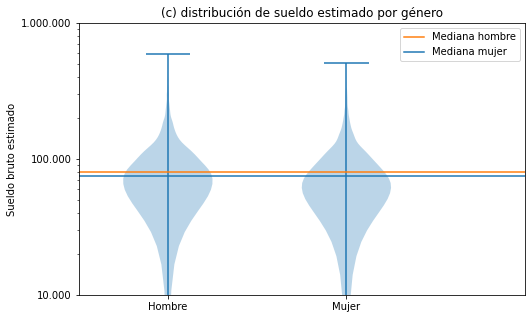 (c) distribución de sueldo estimado por género
1.000.000
Mediana hombre
Mediana mujer
Sueldo bruto estimado
100.000
10.000
Hombre
Mujer